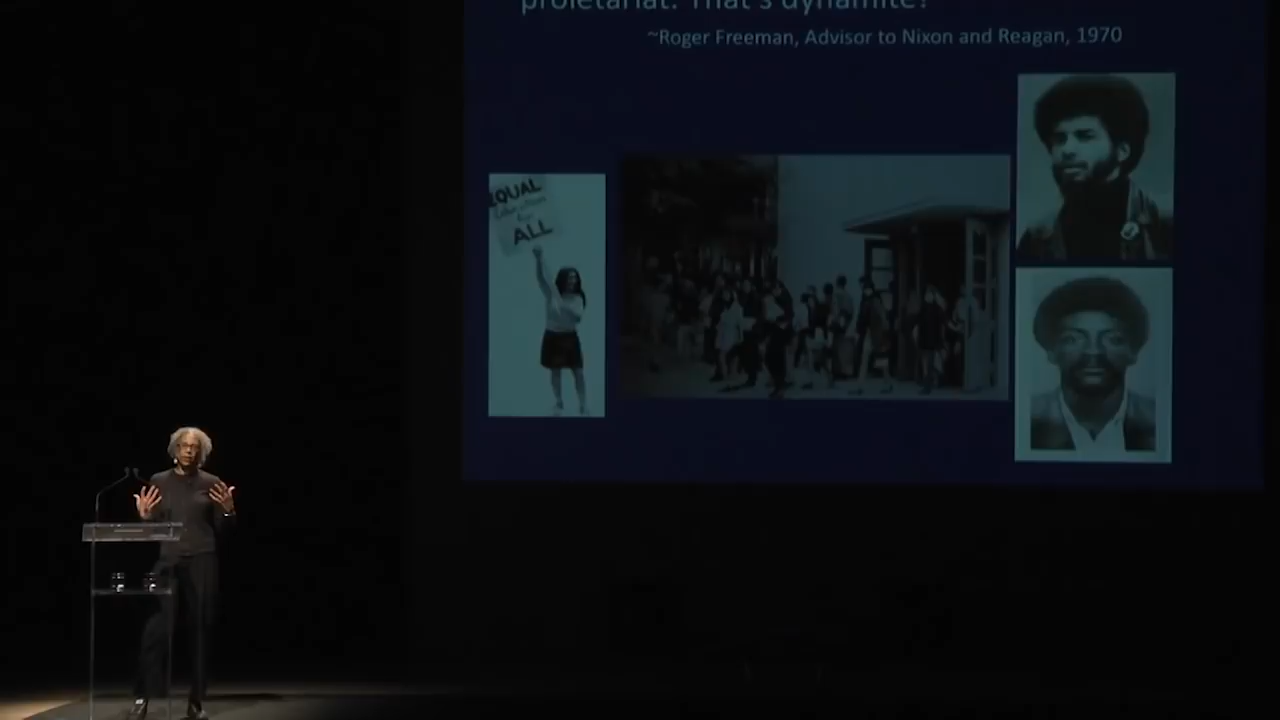 proletariat. That's dynamite!
~Roger Freeman, Advisor to Nixon and Reagan, 1970
EQUAL
ALL